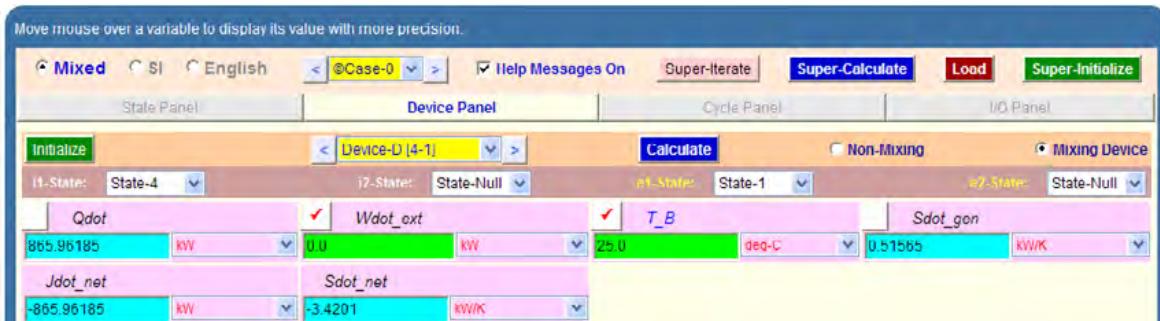 Move mouse over a variable to display its value with more precision.
Mixed SI English < ©Case-0 > Help Messages On Super-Iterate Super-Calculate Load Super-Initialize
State Panel Device Panel Cycle Panel I/O Panel
Initialize < Device-D [4-1] > Calculate Non-Mixing Mixing Device
i1-State: State-4 i2-State: State-Null e1-State: State-1 e2-State: State-Null
Qdot Wdot_ext T_B Sdot_gen
865.96185 kW 0.0 kW 25.0 deg-C 0.51565 kW/K
Jdot_net Sdot_net
-865.96185 kW -3.4201 kW/K